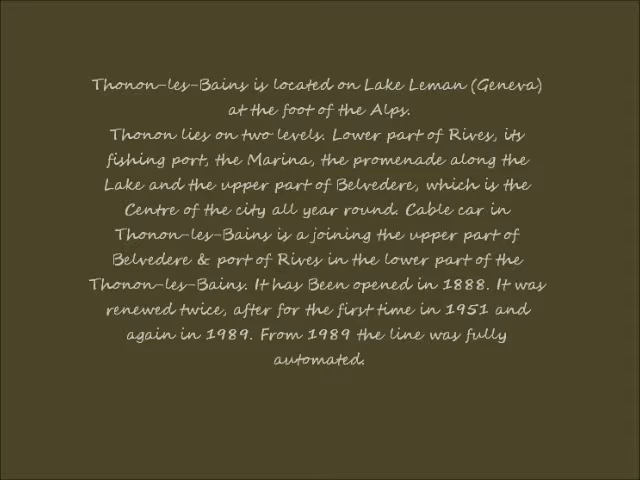 Thonon-les-Bains is located on Lake Leman (Geneva)
at the foot of the Alps.
Thonon lies on two levels. Lower part of Rives, its
fishing port, the Marina, the promenade along the
Lake and the upper part of Belvedere, which is the
Centre of the city all year round. Cable car in
Thonon-les-Bains is a joining the upper part of
Belvedere & port of Rives in the lower part of the
Thonon-les-Bains. It has Been opened in 1888. It was
renewed twice, after for the first time in 1951 and
again in 1989. From 1989 the line was fully
automated.